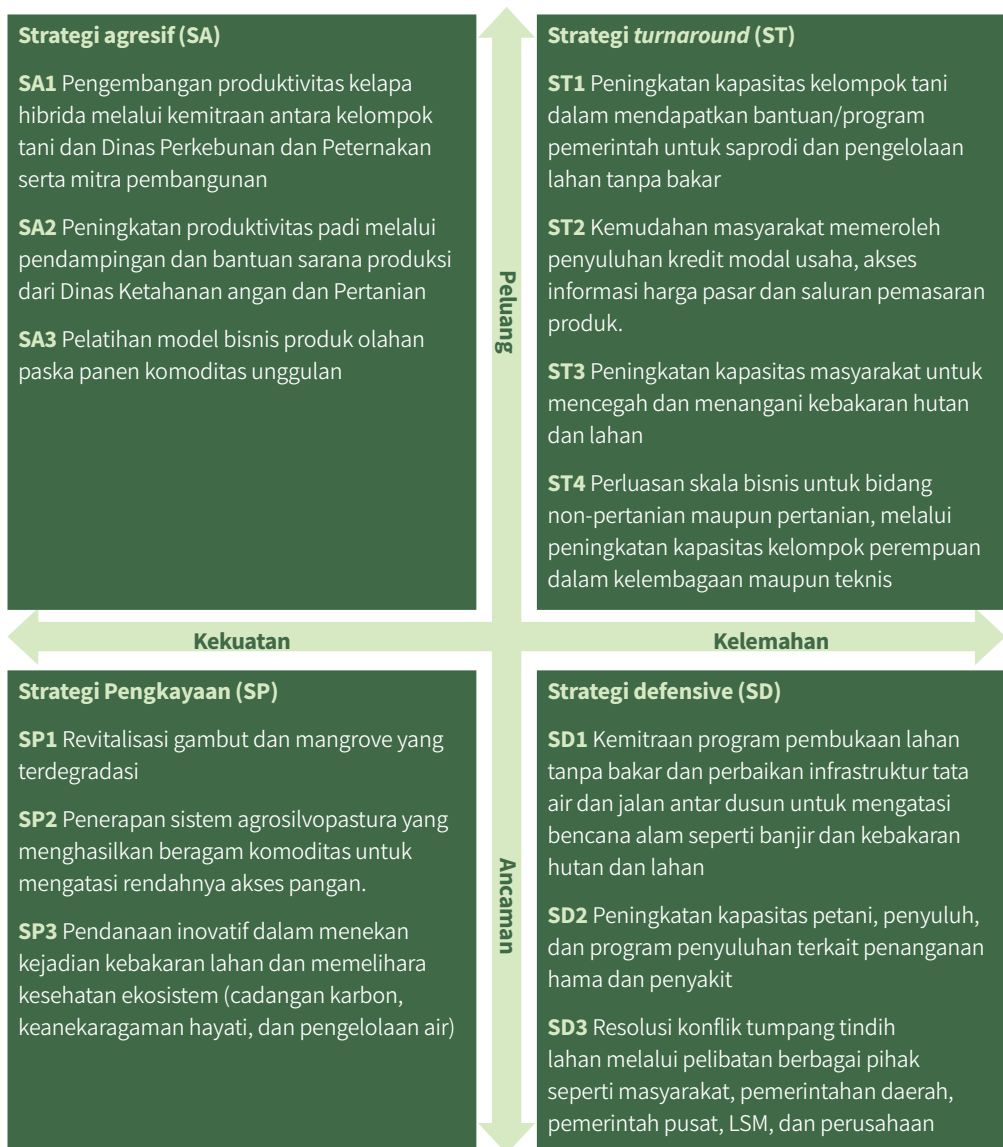 Strategi agresif (SA)
SA1 Pengembangan produktivitas kelapa
hibrida melalui kemitraan antara kelompok
tani dan Dinas Perkebunan dan Peternakan
serta mitra pembangunan
SA2 Peningkatan produktivitas padi melalui
pendampingan dan bantuan sarana produksi
dari Dinas Ketahanan angan dan Pertanian
SA3 Pelatihan model bisnis produk olahan
paska panen komoditas unggulan
Peluang
Strategi turnaround (ST)
ST1 Peningkatan kapasitas kelompok tani
dalam mendapatkan bantuan/program
pemerintah untuk saprodi dan pengelolaan
lahan tanpa bakar
ST2 Kemudahan masyarakat memeroleh
penyuluhan kredit modal usaha, akses
informasi harga pasar dan saluran pemasaran
produk.
ST3 Peningkatan kapasitas masyarakat untuk
mencegah dan menangani kebakaran hutan
dan lahan
ST4 Perluasan skala bisnis untuk bidang
non-pertanian maupun pertanian, melalui
peningkatan kapasitas kelompok perempuan
dalam kelembagaan maupun teknis
Kekuatan
Kelemahan
Strategi Pengkayaan (SP)
SP1 Revitalisasi gambut dan mangrove yang
terdegradasi
SP2 Penerapan sistem agrosilvopastura yang
menghasilkan beragam komoditas untuk
mengatasi rendahnya akses pangan.
SP3 Pendanaan inovatif dalam menekan
kejadian kebakaran lahan dan memelihara
kesehatan ekosistem (cadangan karbon,
keanekaragaman hayati, dan pengelolaan air)
Ancaman
Strategi defensive (SD)
SD1 Kemitraan program pembukaan lahan
tanpa bakar dan perbaikan infrastruktur tata
air dan jalan antar dusun untuk mengatasi
bencana alam seperti banjir dan kebakaran
hutan dan lahan
SD2 Peningkatan kapasitas petani, penyuluh,
dan program penyuluhan terkait penanganan
hama dan penyakit
SD3 Resolusi konflik tumpang tindih
lahan melalui pelibatan berbagai pihak
seperti masyarakat, pemerintahan daerah,
pemerintah pusat, LSM, dan perusahaan